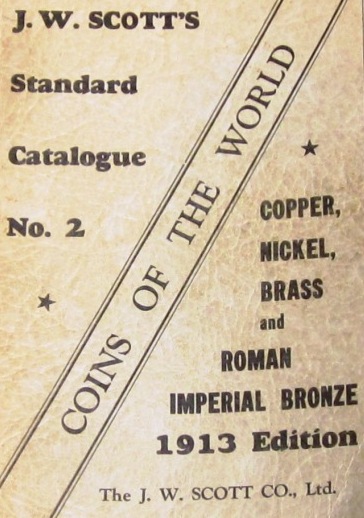 J. W. SCOTT'S
Standard
Catalogue
No. 2
COINS OF THE WORLD
COPPER,
NICKEL,
BRASS
and
ROMAN
IMPERIAL BRONZE
1913 Edition
The J. W. SCOTT CO., Ltd.